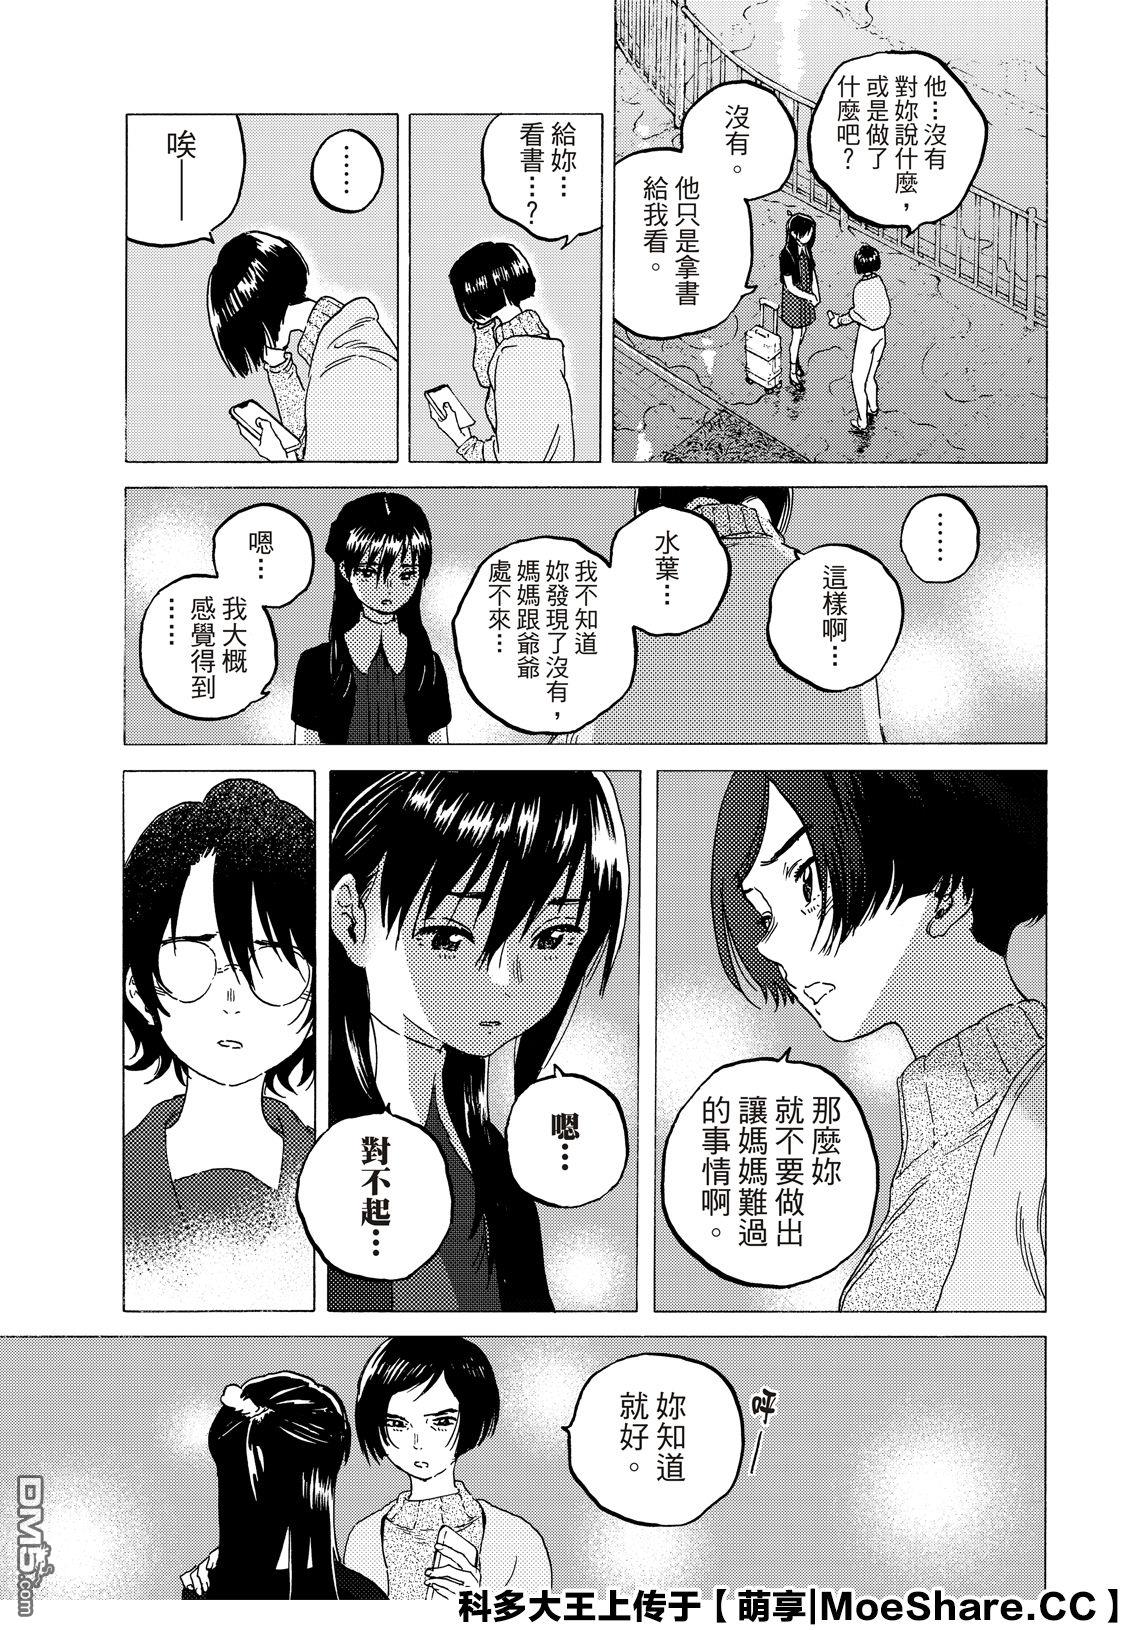 他…沒有
對妳說什麼，
或是做了
什麼吧？
沒有。
他只是拿書
給我看。
給妳…
看書…？
……
唉——
……
這樣啊…
水葉…
我不知道
妳發現了沒有，
媽媽跟爺爺
處不來…
嗯…
我大概
感覺得到
……
那麼妳
就不要做出
讓媽媽難過
的事情啊。
嗯…
對不起…
呼—
妳知道
就好。
DM5.com
科多大王上传于【萌享|MoeShare.CC】